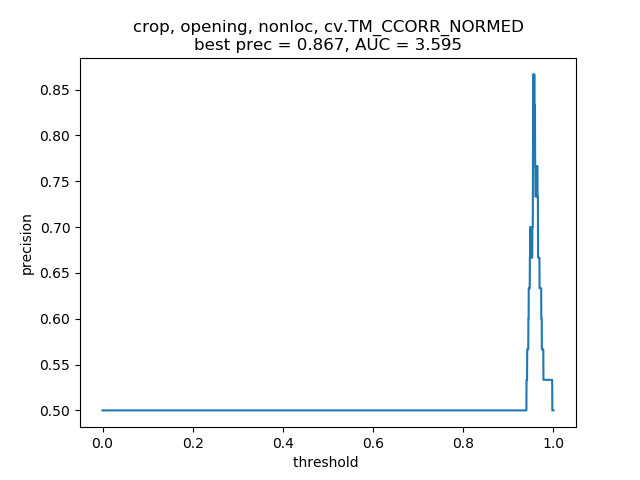 crop, opening, nonloc, cv.TM_CCORR_NORMED
best prec = 0.867, AUC = 3.595
precision
0.85
0.80
0.75
0.70
0.65
0.60
0.55
0.50
0.0 0.2 0.4 0.6 0.8 1.0
threshold